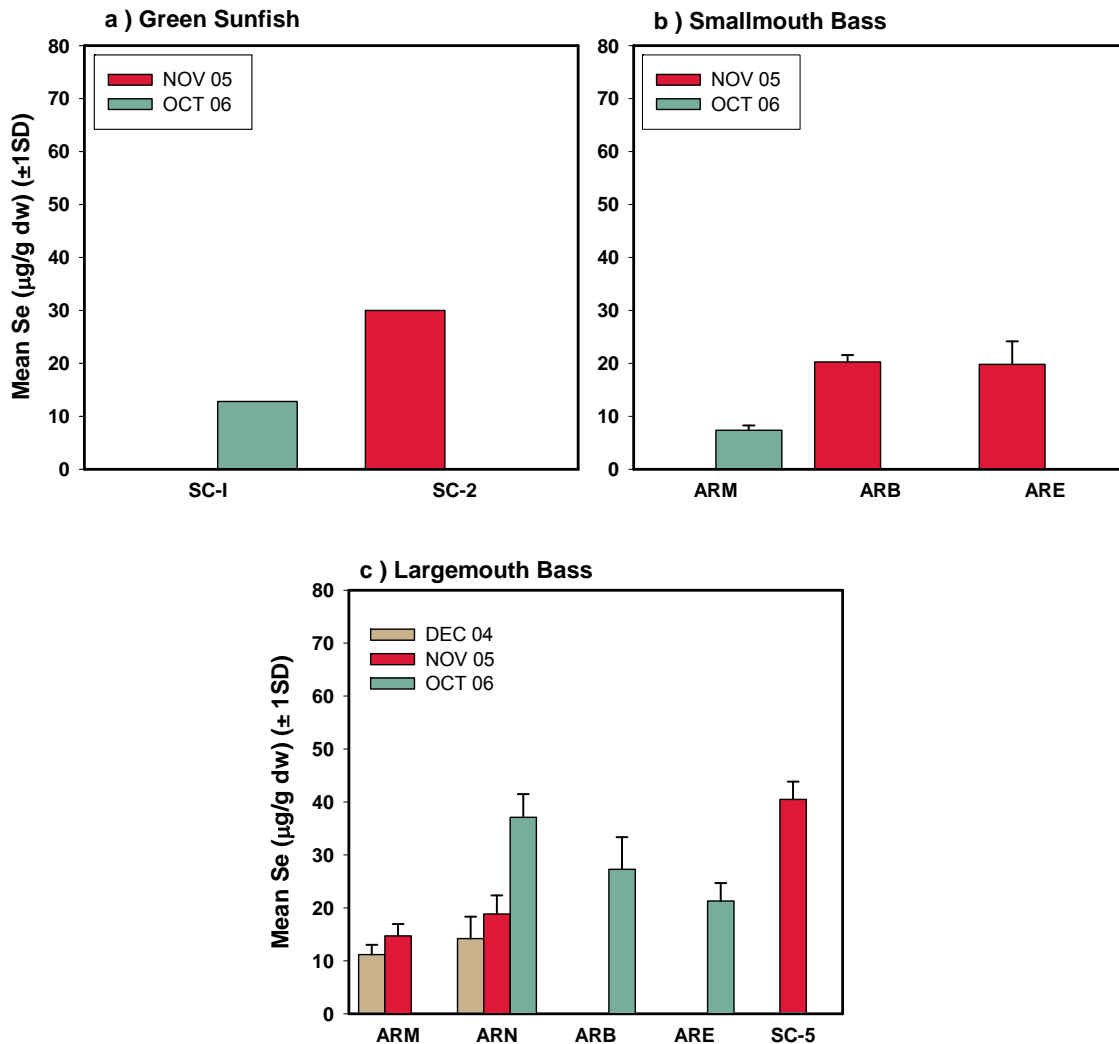 a ) Green Sunfish
Mean Se (µg/g dw) (±1SD)
80
70
60
50
40
30
20
10
0
NOV 05
OCT 06
SC-I
SC-2
b ) Smallmouth Bass
80
70
60
50
40
30
20
10
0
NOV 05
OCT 06
ARM
ARB
ARE
c ) Largemouth Bass
Mean Se (µg/g dw) (± 1SD)
80
70
60
50
40
30
20
10
0
DEC 04
NOV 05
OCT 06
ARM
ARN
ARB
ARE
SC-5